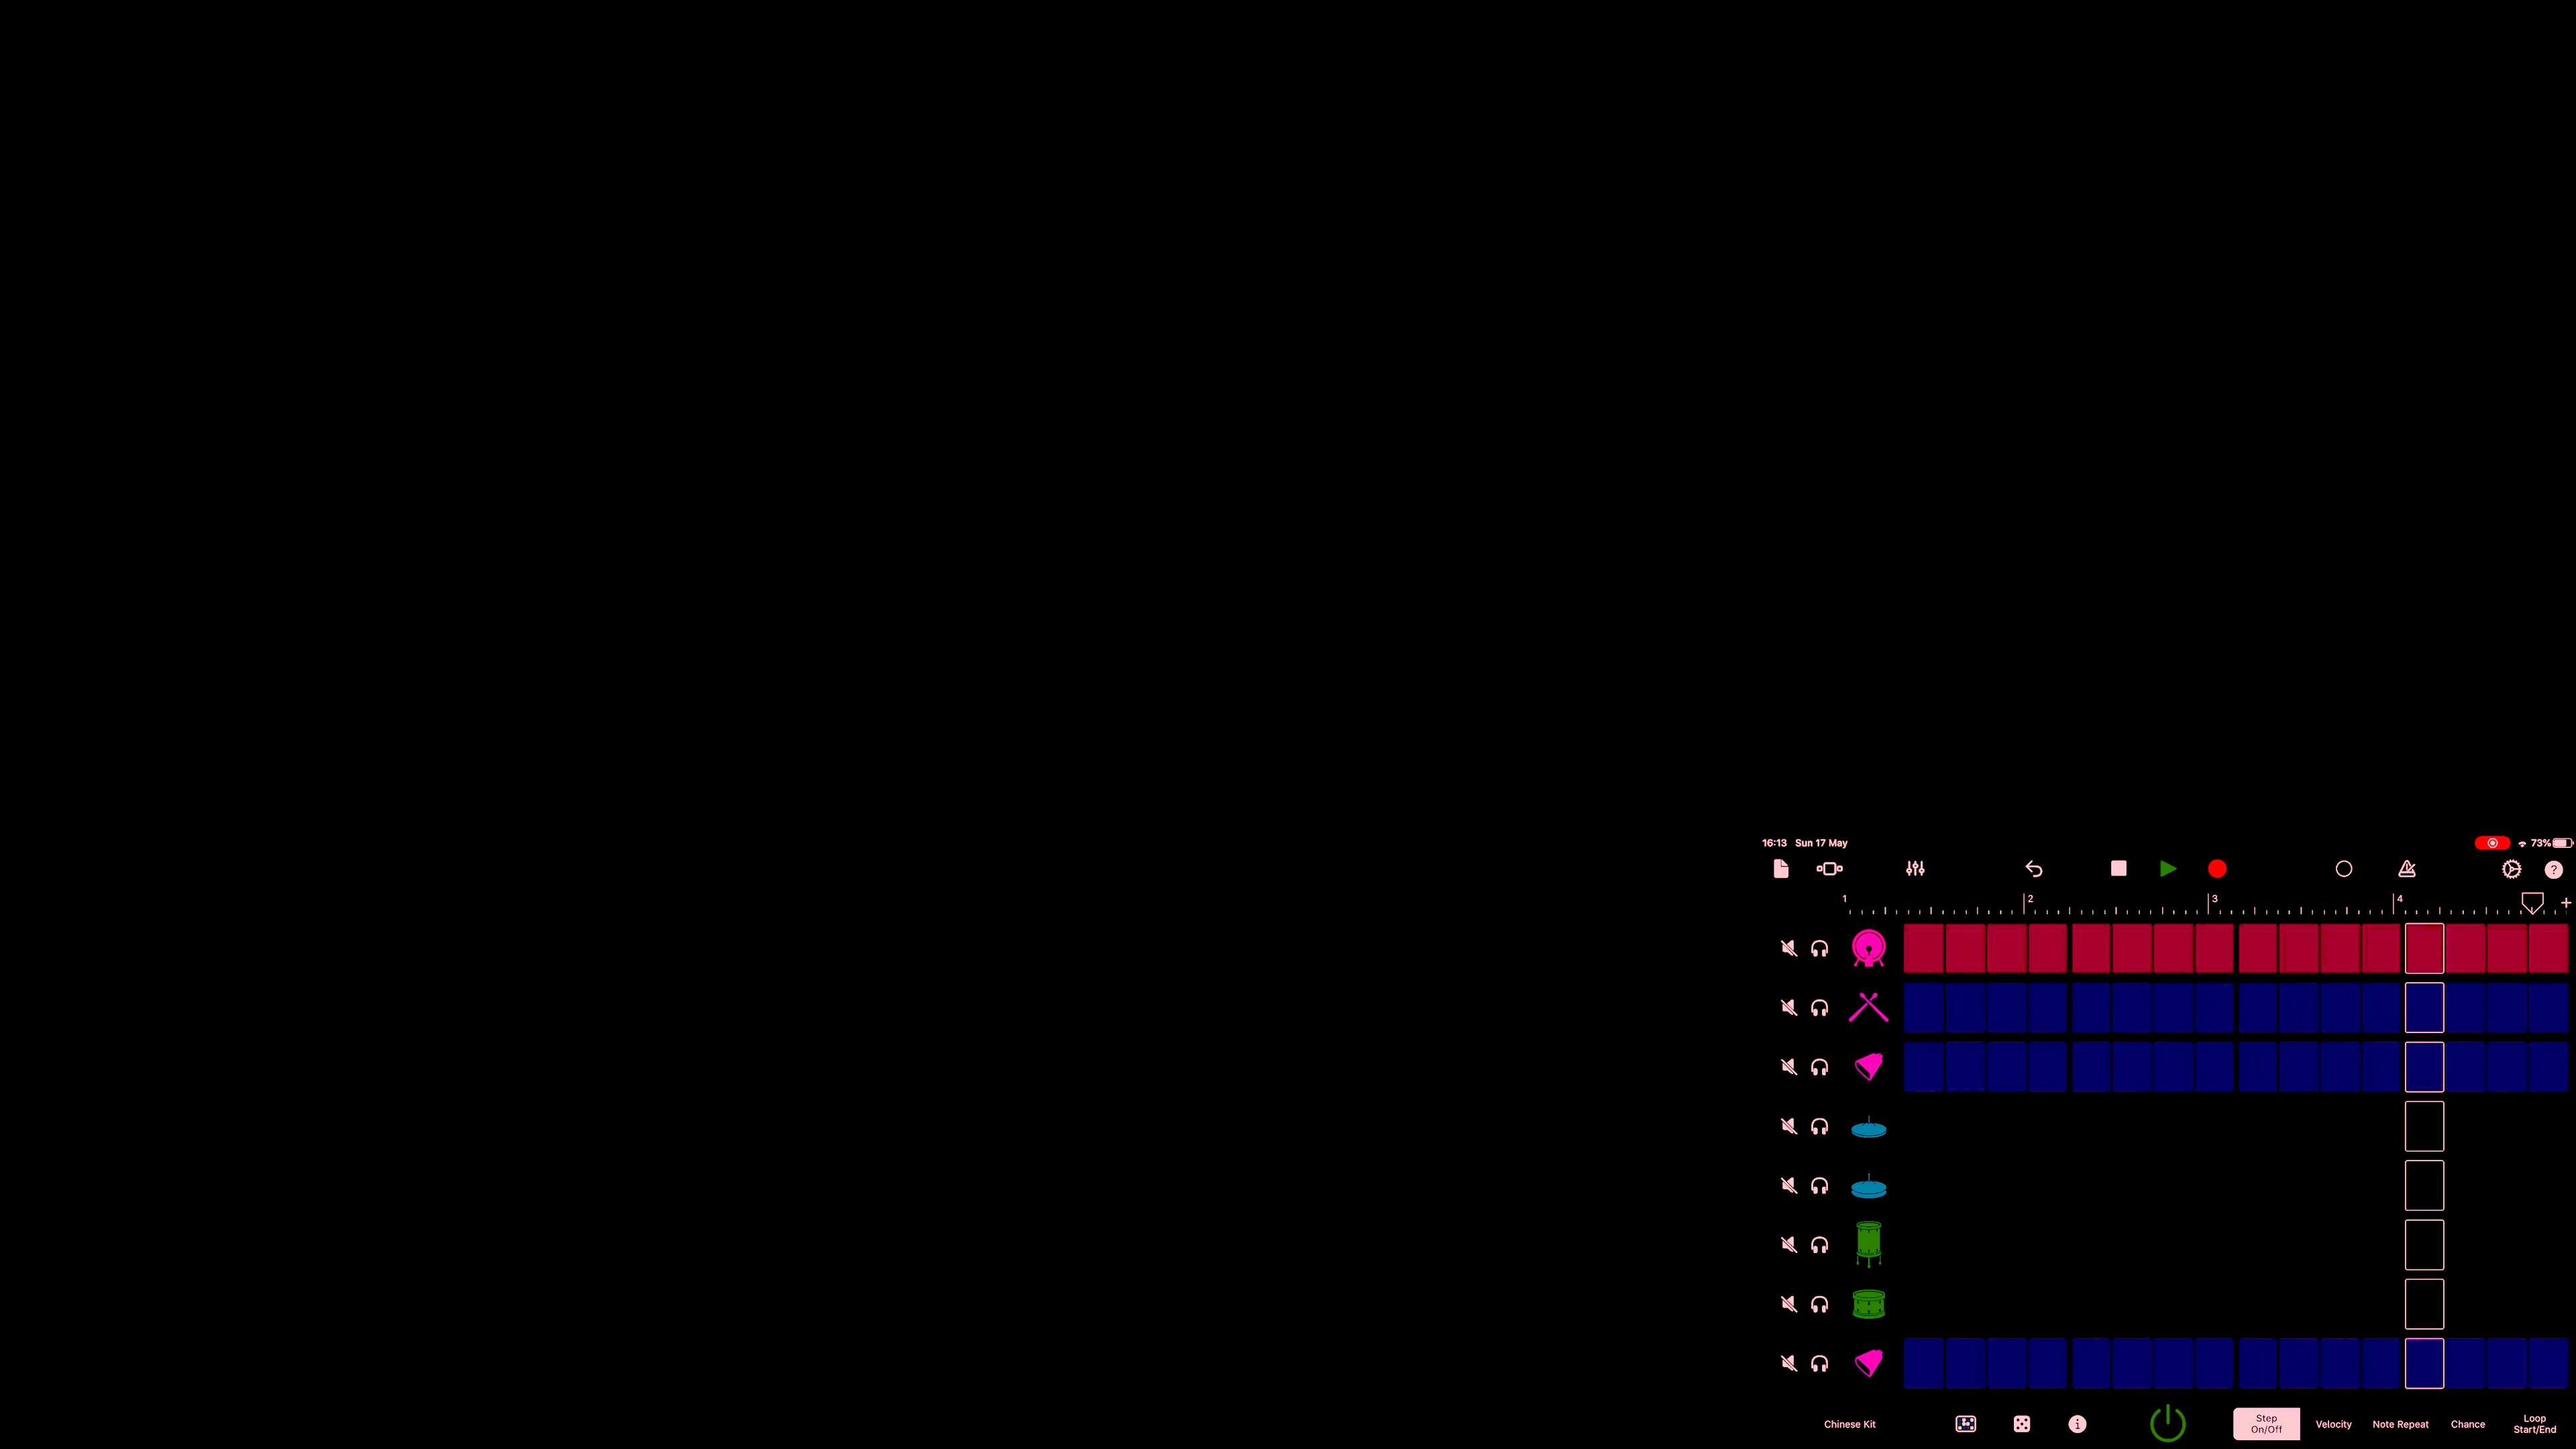 16:13 Sun 17 May 73%
1 2 3 4 +
Chinese Kit
Step
On/Off
Velocity
Note Repeat
Chance
Loop
Start/End